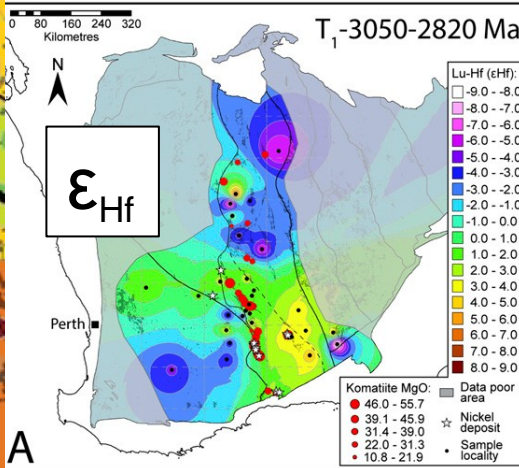 0 80 160 240 320
Kilometres
T₁-3050-2820 Ma
N
εHf
Lu-Hf (εHf):
-9.0 - -8.0
-8.0 - -7.0
-7.0 - -6.0
-6.0 - -5.0
-5.0 - -4.0
-4.0 - -3.0
-3.0 - -2.0
-2.0 - -1.0
-1.0 - 0.0
0.0 - 1.0
1.0 - 2.0
2.0 - 3.0
3.0 - 4.0
4.0 - 5.0
5.0 - 6.0
6.0 - 7.0
7.0 - 8.0
8.0 - 9.0
Perth
Komatiite MgO:
46.0 - 55.7
39.1 - 45.9
31.4 - 39.0
22.0 - 31.3
10.8 - 21.9
Data poor
area
Nickel
deposit
Sample
locality
A